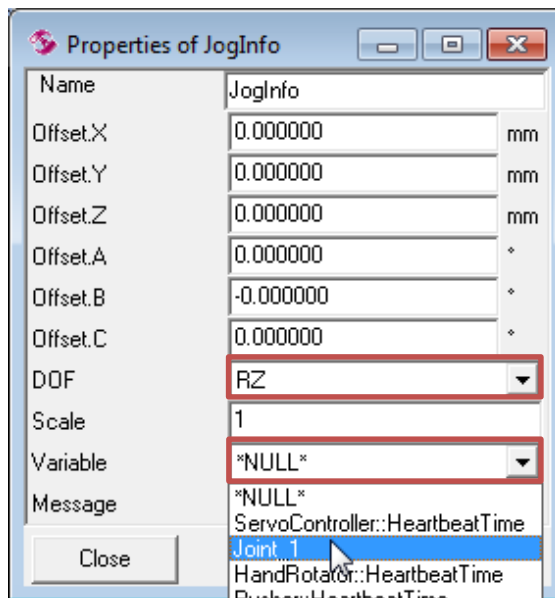 Properties of JogInfo
Name JogInfo
Offset.X 0.000000 mm
Offset.Y 0.000000 mm
Offset.Z 0.000000 mm
Offset.A 0.000000 °
Offset.B -0.000000 °
Offset.C 0.000000 °
DOF RZ
Scale 1
Variable *NULL*
Message *NULL*
ServoController::HeartbeatTime
Close Joint_1
HandRotator::HeartbeatTime